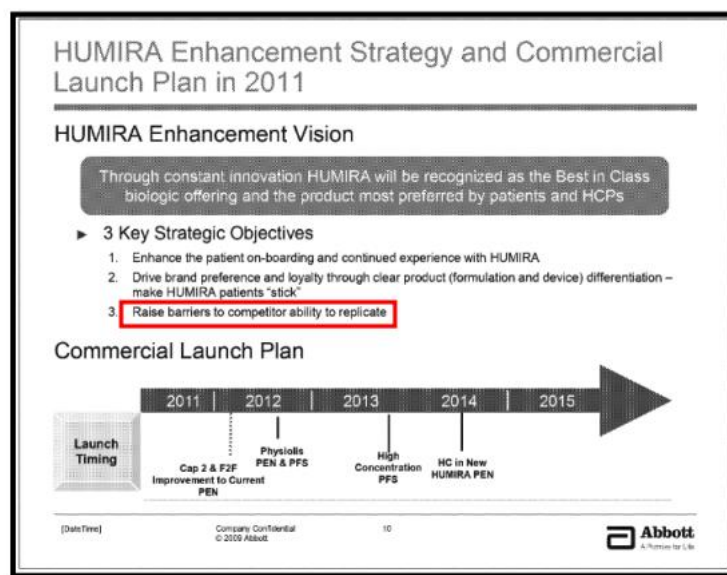 HUMIRA Enhancement Strategy and Commercial
Launch Plan in 2011
HUMIRA Enhancement Vision
Through constant innovation HUMIRA will be recognized as the Best in Class
biologic offering and the product most preferred by patients and HCPs
► 3 Key Strategic Objectives
1. Enhance the patient on-boarding and continued experience with HUMIRA
2. Drive brand preference and loyalty through clear product (formulation and device) differentiation –
make HUMIRA patients "stick"
3. Raise barriers to competitor ability to replicate
Commercial Launch Plan
2011 2012 2013 2014 2015
Launch
Timing
Cap 2 & F2F
Improvement to Current
PEN
Physiolis
PEN & PFS
High
Concentration
PFS
HC in New
HUMIRA PEN
[DateTime]
Company Confidential
© 2009 Abbott
10
Abbott
A Promise for Life